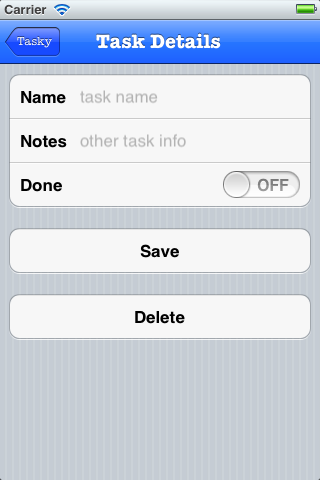 Carrier
Tasky Task Details
Name task name
Notes other task info
Done OFF
Save
Delete